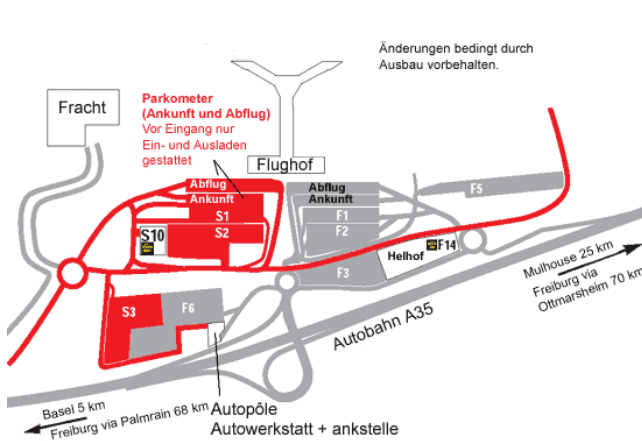 Änderungen bedingt durch
Ausbau vorbehalten.
Fracht
Parkometer
(Ankunft und Abflug)
Vor Eingang nur
Ein- und Ausladen
gestattet
Flughof
Abflug
Ankunft
S1
S2
S10
Abflug
Ankunft
F1
F2
F3
F5
Helhof
F14
S3
F6
Autobahn A35
Mulhouse 25 km
Freiburg via
Ottmarsheim 70 km
Basel 5 km
Freiburg via Palmrain 68 km
Autopôle
Autowerkstatt + ankstelle